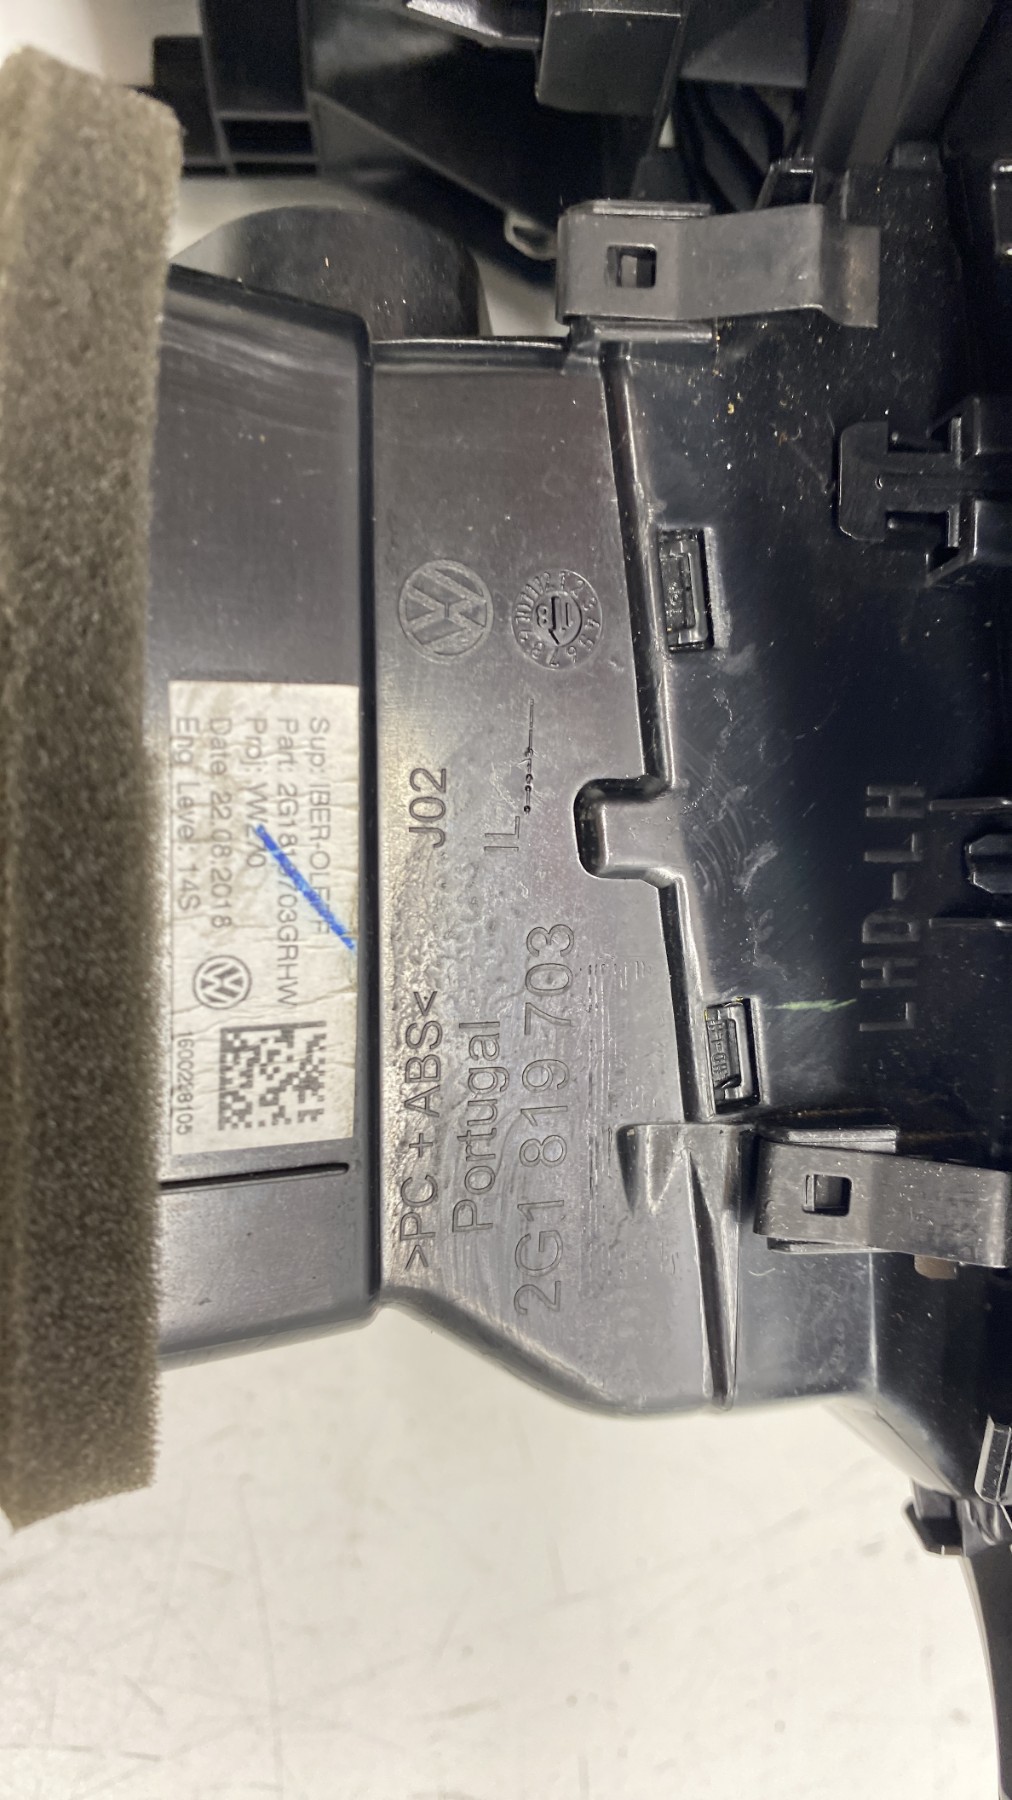 Sup: IBER-OLEFF
Part: 2G1819703GRHW
Proj: VW270
Date 22.08.2018
Eng. Level 14S
1600228105
>PC + ABS< J02
Portugal IL
2G1 819 703
LHD-LH